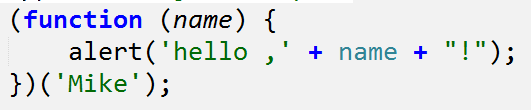 (function (name) {
    alert('hello ,' + name + "!");
})('Mike');